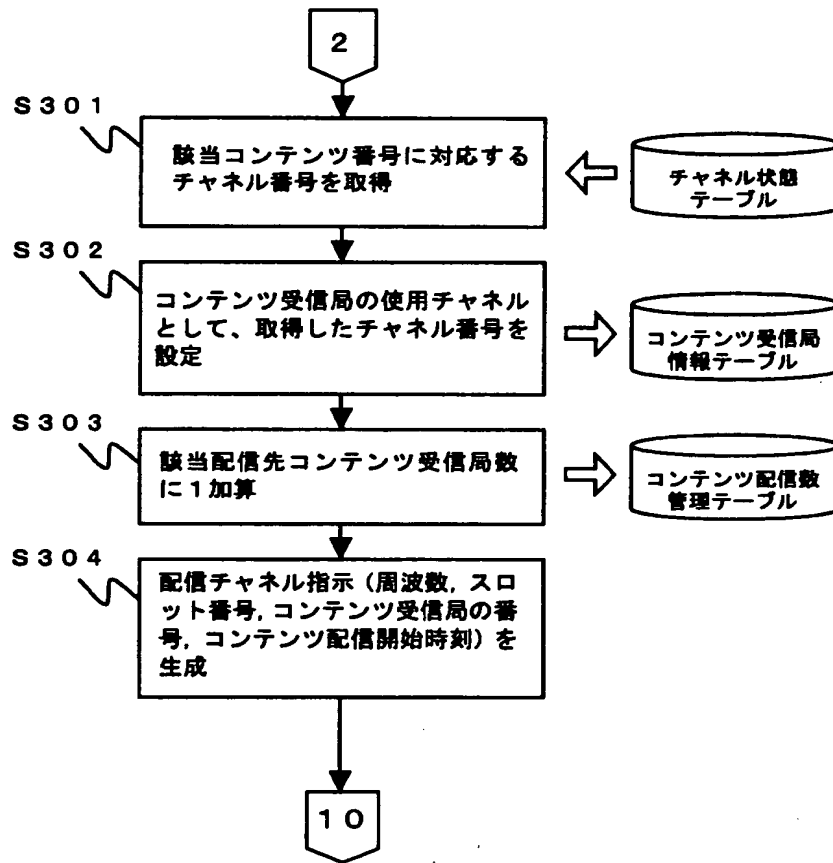 2
S301
該当コンテンツ番号に対応する
チャネル番号を取得
チャネル状態
テーブル
S302
コンテンツ受信局の使用チャネル
として、取得したチャネル番号を
設定
コンテンツ受信局
情報テーブル
S303
該当配信先コンテンツ受信局数
に1加算
コンテンツ配信数
管理テーブル
S304
配信チャネル指示（周波数，スロ
ット番号，コンテンツ受信局の番
号，コンテンツ配信開始時刻）を
生成
10